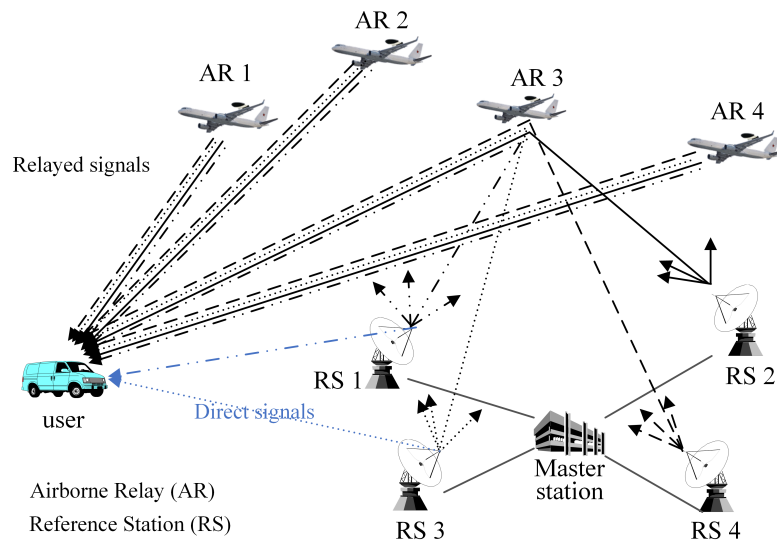 AR 2
AR 1
AR 3
AR 4
Relayed signals
RS 1
RS 2
Direct signals
user
Master
station
Airborne Relay (AR)
Reference Station (RS)
RS 3
RS 4